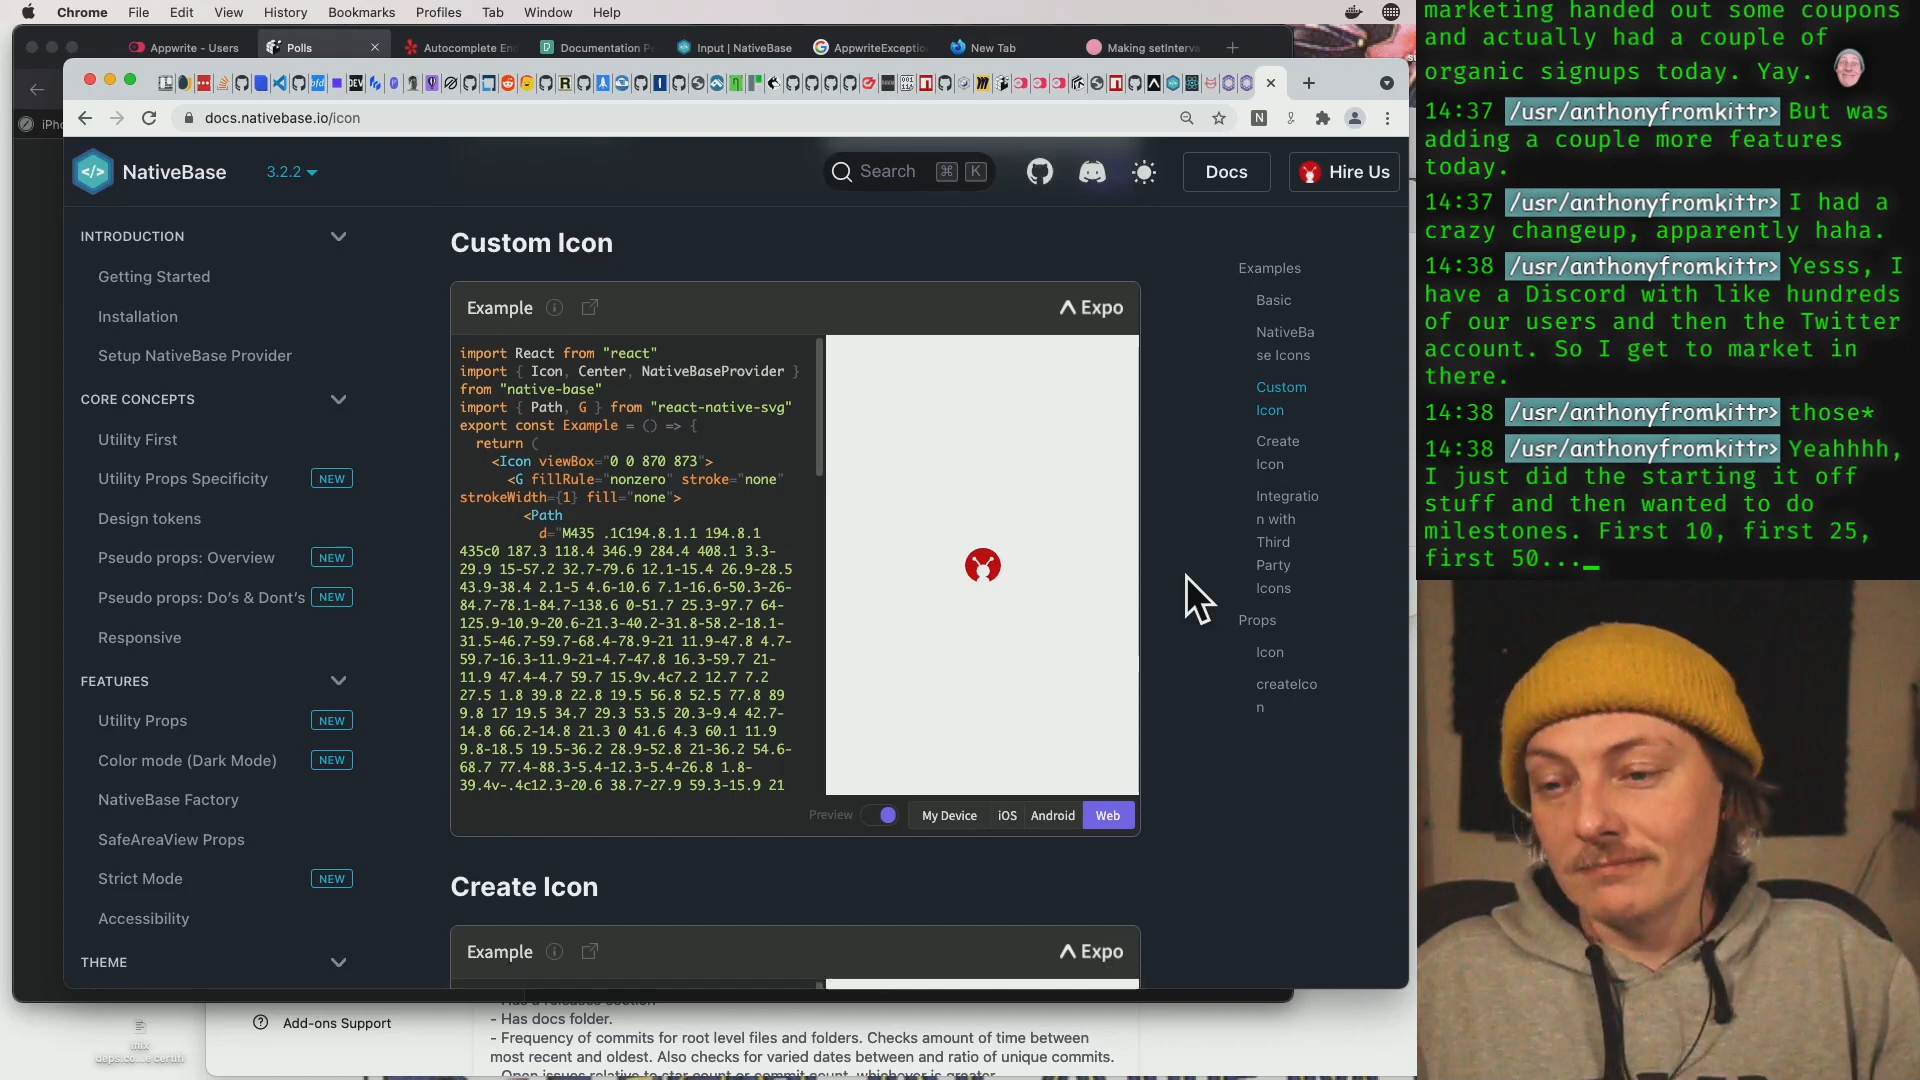 Chrome File Edit View History Bookmarks Profiles Tab Window Help
Appwrite - Users
Polls
Autocomplete En
Documentation P
Input | NativeBase
AppwriteExceptio
New Tab
Making setInterva
docs.nativebase.io/icon
NativeBase
3.2.2
Search
K
Docs
Hire Us
INTRODUCTION
Getting Started
Installation
Setup NativeBase Provider
CORE CONCEPTS
Utility First
Utility Props Specificity NEW
Design tokens
Pseudo props: Overview NEW
Pseudo props: Do's & Dont's NEW
Responsive
FEATURES
Utility Props NEW
Color mode (Dark Mode) NEW
NativeBase Factory
SafeAreaView Props
Strict Mode NEW
Accessibility
THEME
Custom Icon
Example
Expo
import React from "react"
import { Icon, Center, NativeBaseProvider }
from "native-base"
import { Path, G } from "react-native-svg"
export const Example = () => {
return (
<Icon viewBox="0 0 870 873">
<G fillRule="nonzero" stroke="none"
strokeWidth={1} fill="none">
<Path
d="M435 .1C194.8.1.1 194.8.1
435c0 187.3 118.4 346.9 284.4 408.1 3.3-
29.9 15-57.2 32.7-79.6 12.1-15.4 26.9-28.5
43.9-38.4 2.1-5 4.6-10.6 7.1-16.6-50.3-26-
84.7-78.1-84.7-138.6 0-51.7 25.3-97.7 64-
125.9-10.9-20.6-21.3-40.2-31.8-58.2-18.1-
31.5-46.7-59.7-68.4-78.9-21 11.9-47.8 4.7-
59.7-16.3-11.9-21-4.7-47.8 16.3-59.7 21-
11.9 47.4-4.7 59.7 15.9v.4c7.2 12.7 7.2
27.5 1.8 39.8 22.8 19.5 56.8 52.5 77.8 89
9.8 17 19.5 34.7 29.3 53.5 20.3-9.4 42.7-
14.8 66.2-14.8 21.3 0 41.6 4.3 60.1 11.9
9.8-18.5 19.5-36.2 28.9-52.8 21-36.2 54.6-
68.7 77.4-88.3-5.4-12.3-5.4-26.8 1.8-
39.4v-.4c12.3-20.6 38.7-27.9 59.3-15.9 21
Preview
My Device iOS Android Web
Create Icon
Example
Expo
Examples
Basic
NativeBa
se Icons
Custom
Icon
Create
Icon
Integratio
n with
Third
Party
Icons
Props
Icon
createIco
n
Add-ons Support
- Has docs folder.
- Frequency of commits for root level files and folders. Checks amount of time between
most recent and oldest. Also checks for varied dates between and ratio of unique commits.
mix
marketing handed out some coupons
and actually had a couple of
organic signups today. Yay.
14:37 /usr/anthonyfromkittr> But was
adding a couple more features
today.
14:37 /usr/anthonyfromkittr> I had a
crazy changeup, apparently haha.
14:38 /usr/anthonyfromkittr> Yesss, I
have a Discord with like hundreds
of our users and then the Twitter
account. So I get to market in
there.
14:38 /usr/anthonyfromkittr> those*
14:38 /usr/anthonyfromkittr> Yeahhhh,
I just did the starting it off
stuff and then wanted to do
milestones. First 10, first 25,
first 50..._